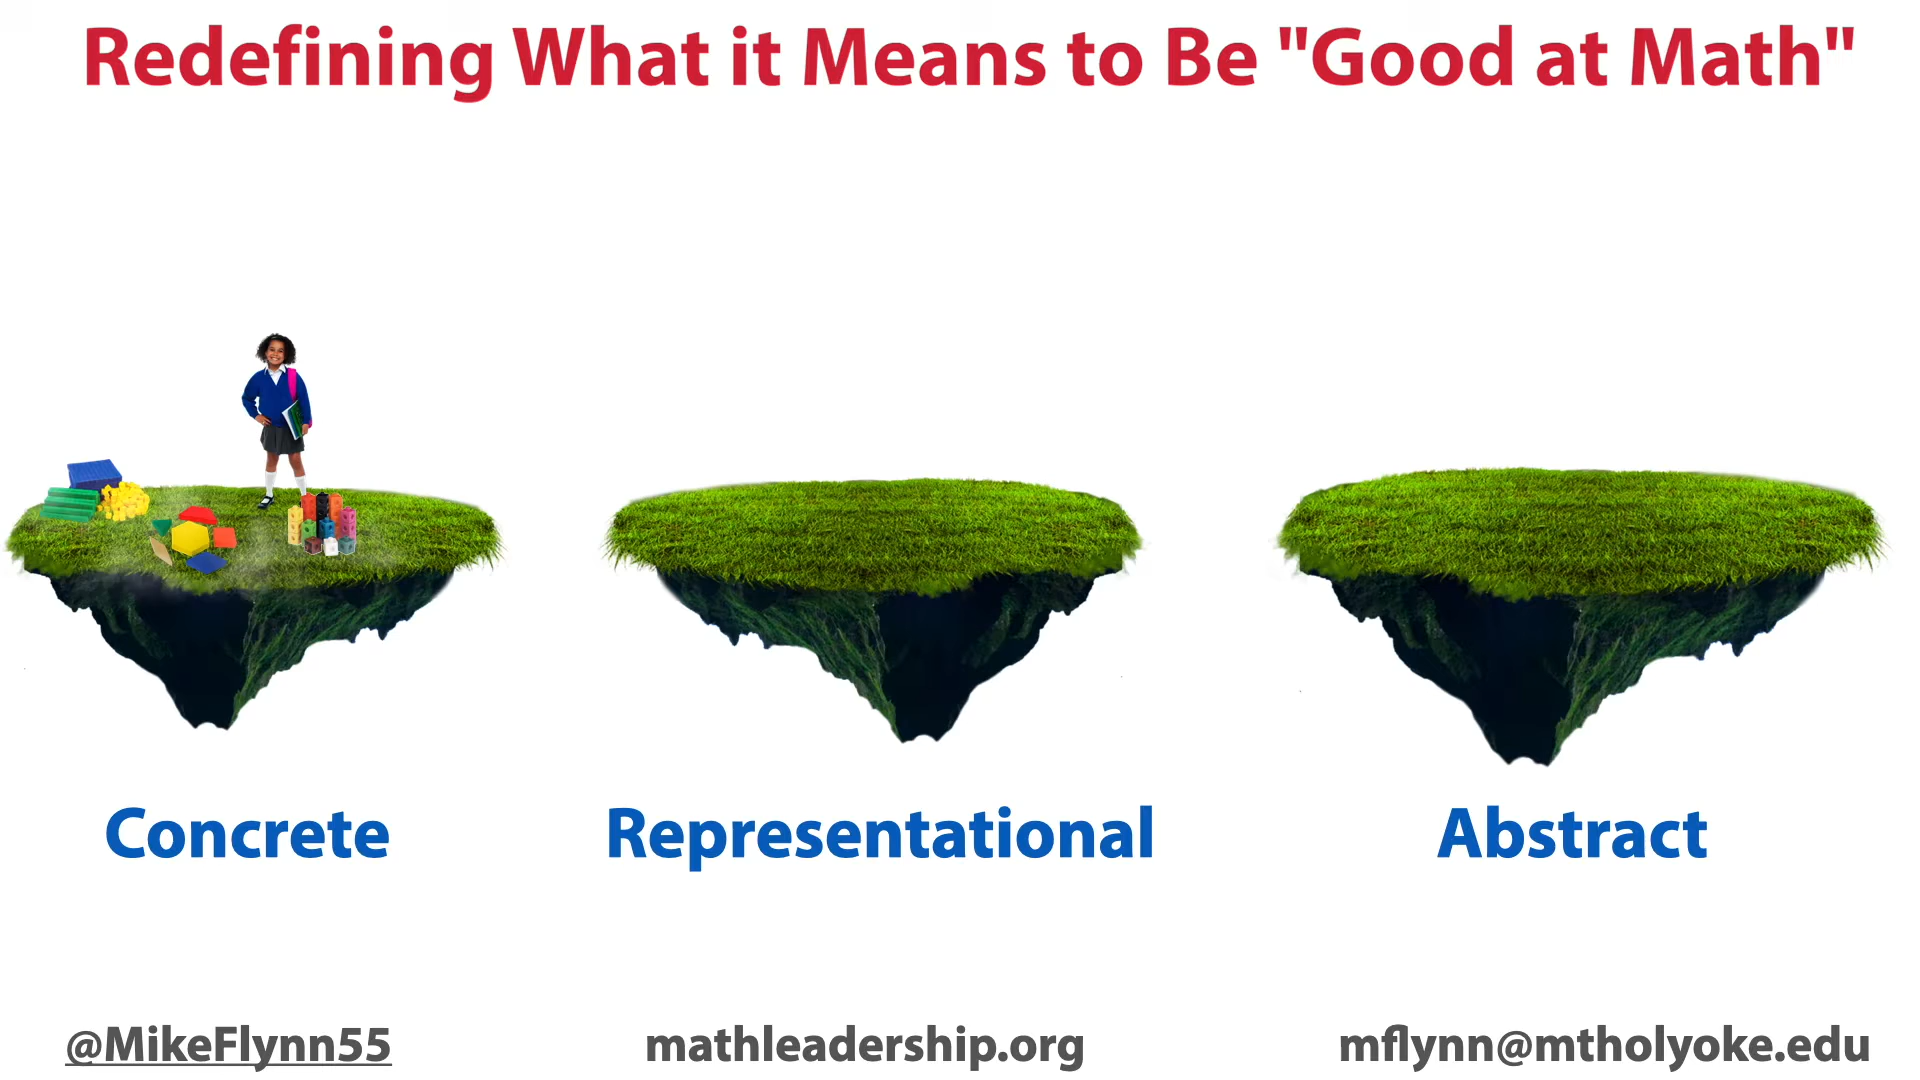 Redefining What it Means to Be "Good at Math"
Concrete
Representational
Abstract
@MikeFlynn55
mathleadership.org
mflynn@mtholyoke.edu